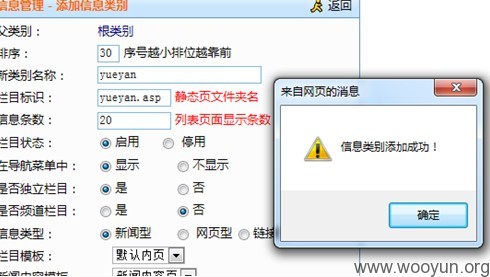 信息管理 - 添加信息类别 返回
父类别： 根类别
排序： 30 序号越小排位越靠前
新类别名称： yueyan
栏目标识： yueyan.asp 静态页文件夹名
信息条数： 20 列表页面显示条数
栏目状态： 启用 停用
在导航菜单中： 显示 不显示
是否独立栏目： 是 否
是否频道栏目： 是 否
信息类型： 新闻型 网页型 链接
栏目模板： 默认内页
新闻内容模板： 新闻内容页
来自网页的消息
信息类别添加成功！
确定
www.wooyun.org